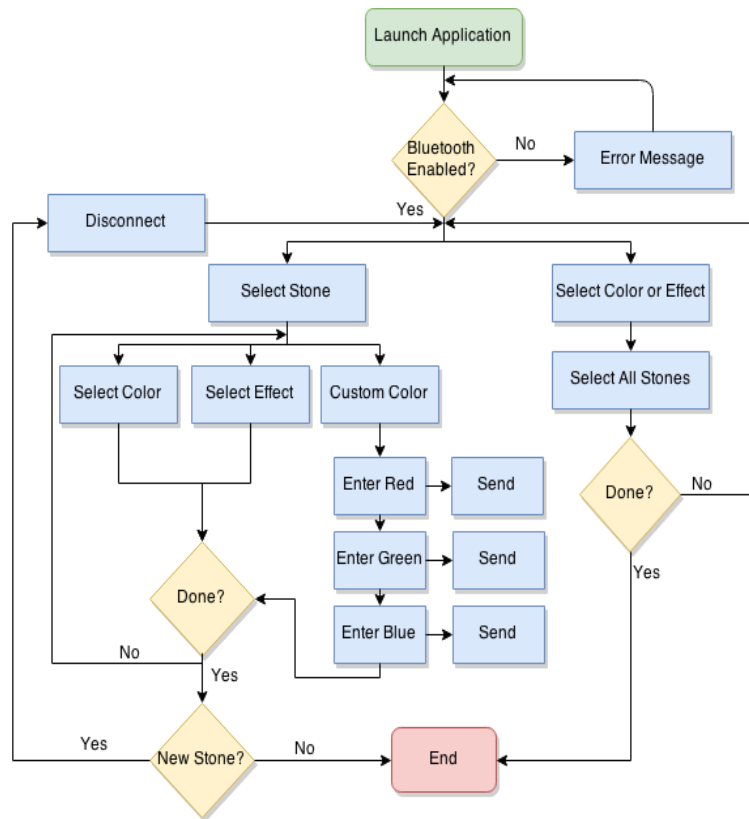 Launch Application
Bluetooth
Enabled?
No
Error Message
Disconnect
Yes
Select Stone
Select Color or Effect
Select Color
Select Effect
Custom Color
Select All Stones
Enter Red
Send
Done?
No
Enter Green
Send
Yes
Done?
Enter Blue
Send
No
Yes
Yes
New Stone?
No
End